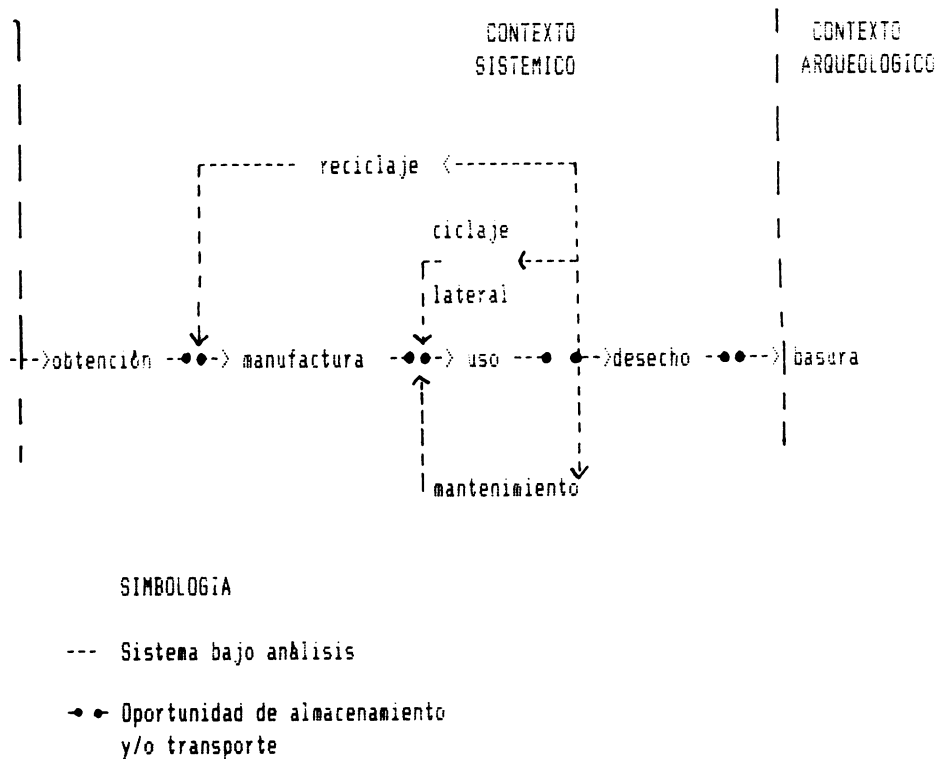 CONTEXTO CONTEXTO
SISTEMICO ARQUEOLOGICO
reciclaje
ciclaje
lateral
obtención manufactura uso desecho basura
mantenimiento
SIMBOLOGIA
--- Sistema bajo análisis
Oportunidad de almacenamiento
y/o transporte